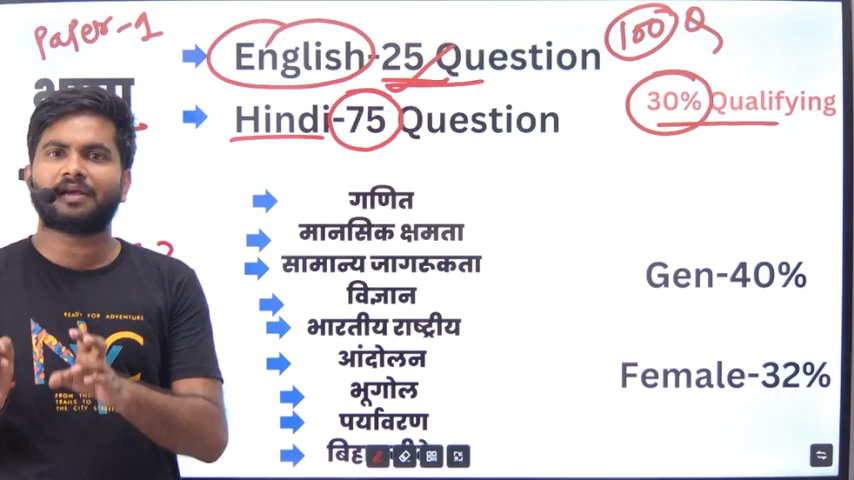 Paper-1
English-25 Question
100 Q
भाषा
30% Qualifying
Hindi-75 Question
गणित
मानसिक क्षमता
सामान्य जागरूकता
विज्ञान
भारतीय राष्ट्रीय
आंदोलन
भूगोल
पर्यावरण
Gen-40%
Female-32%
READY FOR ADVENTURE
NYC
FROM THE
TRAILS TO
THE CITY STREETS